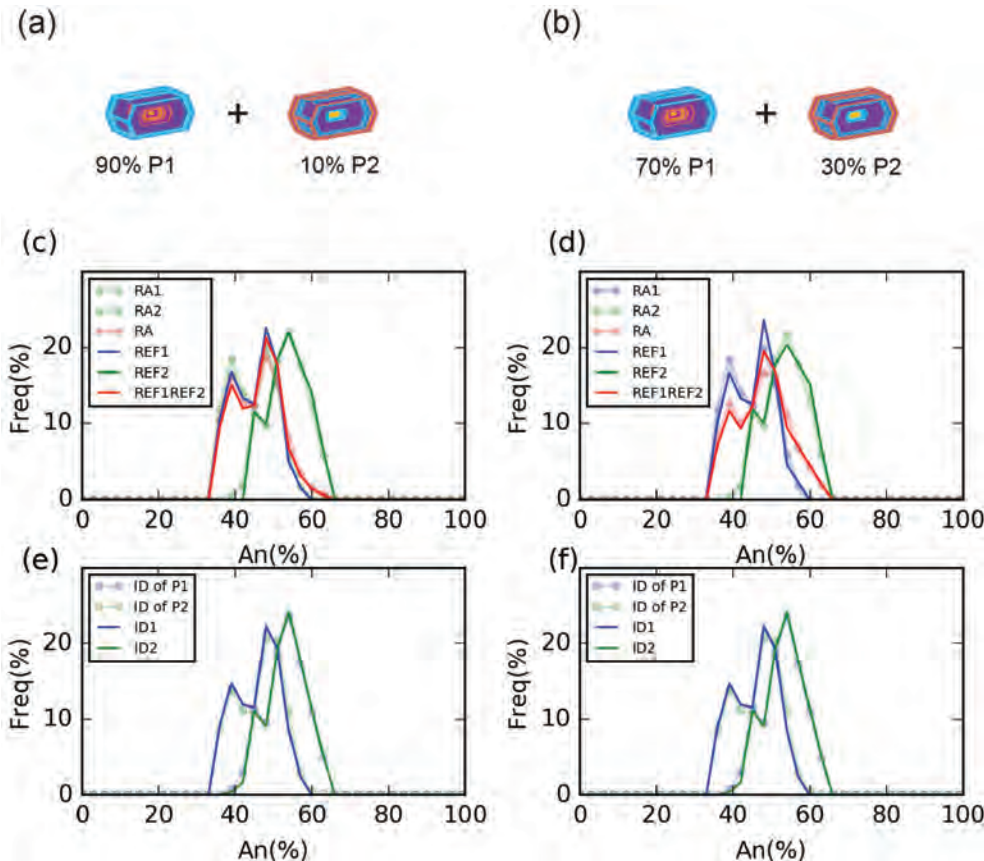 (a)
(b)
+
+
90% P1
10% P2
70% P1
30% P2
(c)
(d)
RA1
RA2
RA
REF1
REF2
REF1REF2
RA1
RA2
RA
REF1
REF2
REF1REF2
Freq(%)
20
10
0
0 20 40 60 80 100
An(%)
Freq(%)
20
10
0
0 20 40 60 80 100
An(%)
(e)
(f)
ID of P1
ID of P2
ID1
ID2
ID of P1
ID of P2
ID1
ID2
Freq(%)
20
10
0
0 20 40 60 80 100
An(%)
Freq(%)
20
10
0
0 20 40 60 80 100
An(%)